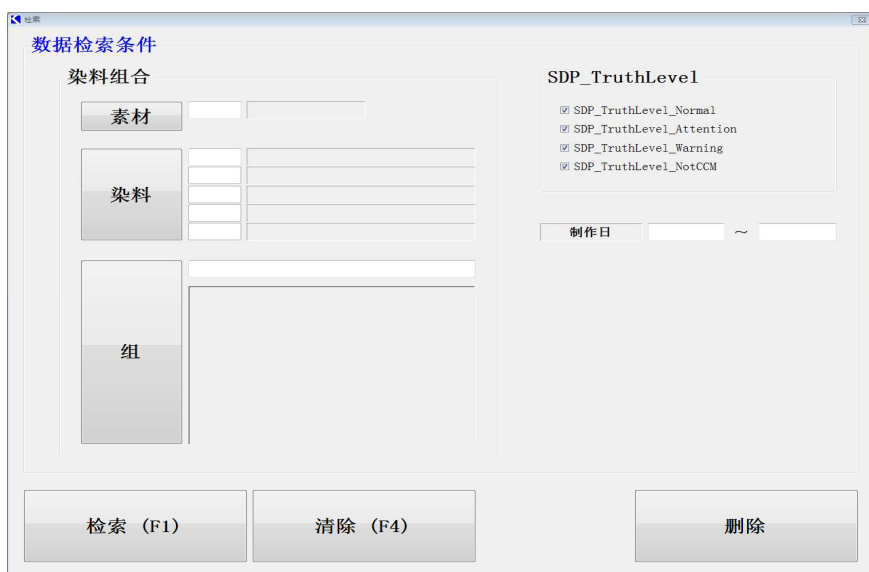 检索
数据检索条件
染料组合
素材
染料
组
SDP_TruthLevel
SDP_TruthLevel_Normal
SDP_TruthLevel_Attention
SDP_TruthLevel_Warning
SDP_TruthLevel_NotCCM
制作日 ～
检索 (F1) 清除 (F4) 删除